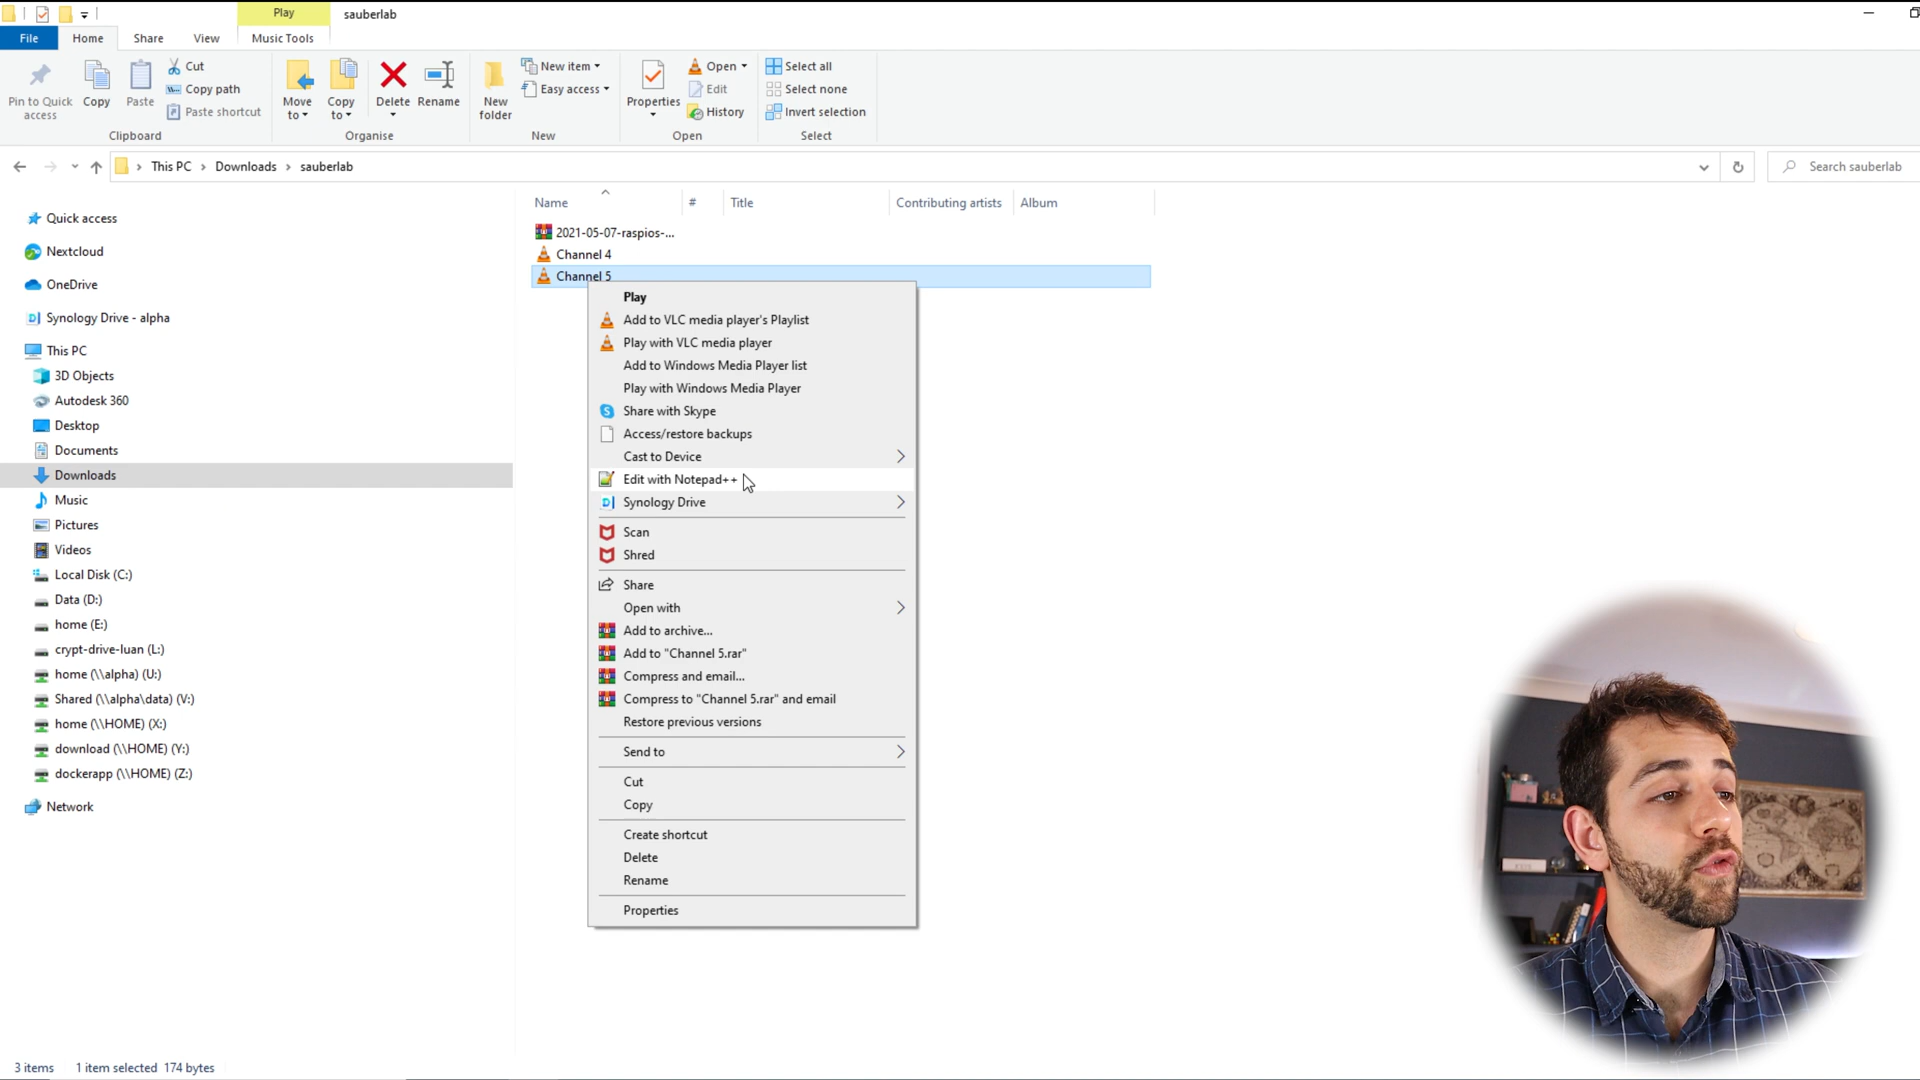 Play
sauberlab
File
Home
Share
View
Music Tools
Pin to Quick access
Copy
Paste
Cut
Copy path
Paste shortcut
Clipboard
Move to
Copy to
Delete
Rename
Organise
New folder
New item
Easy access
New
Properties
Open
Edit
History
Open
Select all
Select none
Invert selection
Select
This PC
Downloads
sauberlab
Search sauberlab
Name
#
Title
Contributing artists
Album
Quick access
Nextcloud
OneDrive
Synology Drive - alpha
This PC
3D Objects
Autodesk 360
Desktop
Documents
Downloads
Music
Pictures
Videos
Local Disk (C:)
Data (D:)
home (E:)
crypt-drive-luan (L:)
home (\\alpha) (U:)
Shared (\\alpha\data) (V:)
home (\\HOME) (X:)
download (\\HOME) (Y:)
dockerapp (\\HOME) (Z:)
Network
2021-05-07-raspios-...
Channel 4
Channel 5
Play
Add to VLC media player's Playlist
Play with VLC media player
Add to Windows Media Player list
Play with Windows Media Player
Share with Skype
Access/restore backups
Cast to Device
Edit with Notepad++
Synology Drive
Scan
Shred
Share
Open with
Add to archive...
Add to "Channel 5.rar"
Compress and email...
Compress to "Channel 5.rar" and email
Restore previous versions
Send to
Cut
Copy
Create shortcut
Delete
Rename
Properties
3 items
1 item selected 174 bytes